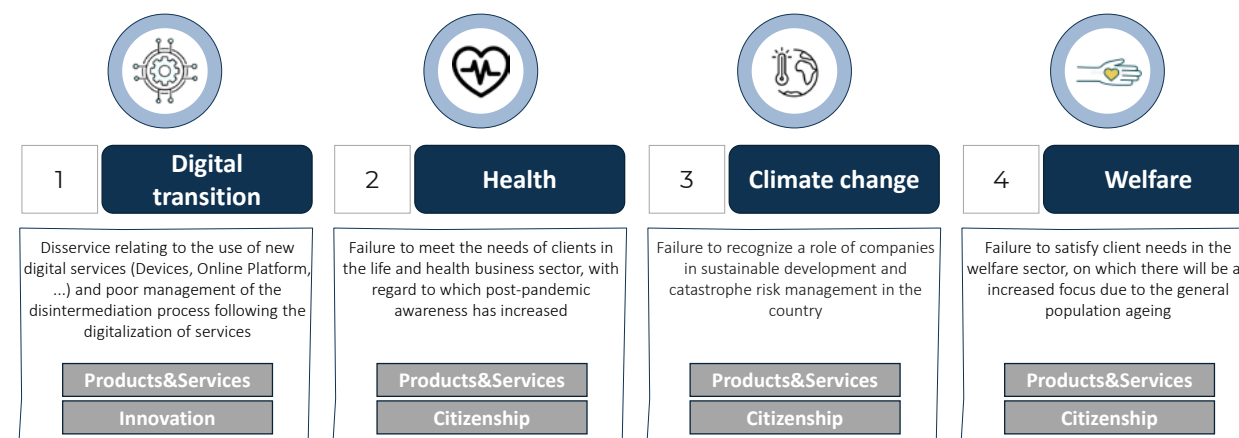 1
Digital
transition
Disservice relating to the use of new
digital services (Devices, Online Platform,
...) and poor management of the
disintermediation process following the
digitalization of services
Products&Services
Innovation
2
Health
Failure to meet the needs of clients in
the life and health business sector, with
regard to which post-pandemic
awareness has increased
Products&Services
Citizenship
3
Climate change
Failure to recognize a role of companies
in sustainable development and
catastrophe risk management in the
country
Products&Services
Citizenship
4
Welfare
Failure to satisfy client needs in the
welfare sector, on which there will be a
increased focus due to the general
population ageing
Products&Services
Citizenship